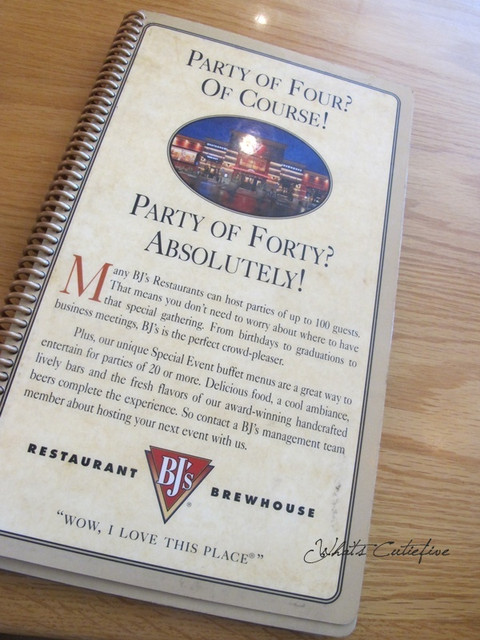 PARTY OF FOUR?
OF COURSE!
PARTY OF FORTY?
ABSOLUTELY!
Many BJ's Restaurants can host parties of up to 100 guests.
That means you don't need to worry about where to have
that special gathering. From birthdays to graduations to
business meetings, BJ's is the perfect crowd-pleaser.
Plus, our unique Special Event buffet menus are a great way to
entertain for parties of 20 or more. Delicious food, a cool ambiance,
lively bars and the fresh flavors of our award-winning handcrafted
beers complete the experience. So contact a BJ's management team
member about hosting your next event with us.
RESTAURANT BJ's® BREWHOUSE
"WOW, I LOVE THIS PLACE®"
What's Cutiefive